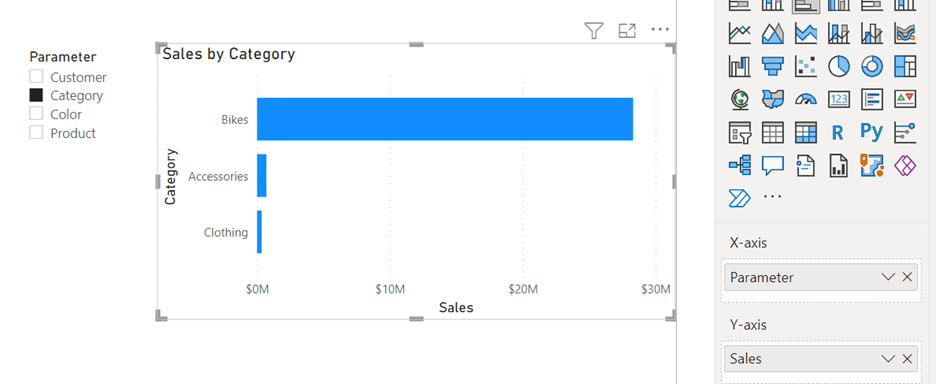 Parameter
Customer
Category
Color
Product
Sales by Category
Category
Bikes
Accessories
Clothing
$0M $10M $20M $30M
Sales
123
R Py
X-axis
Parameter
Y-axis
Sales